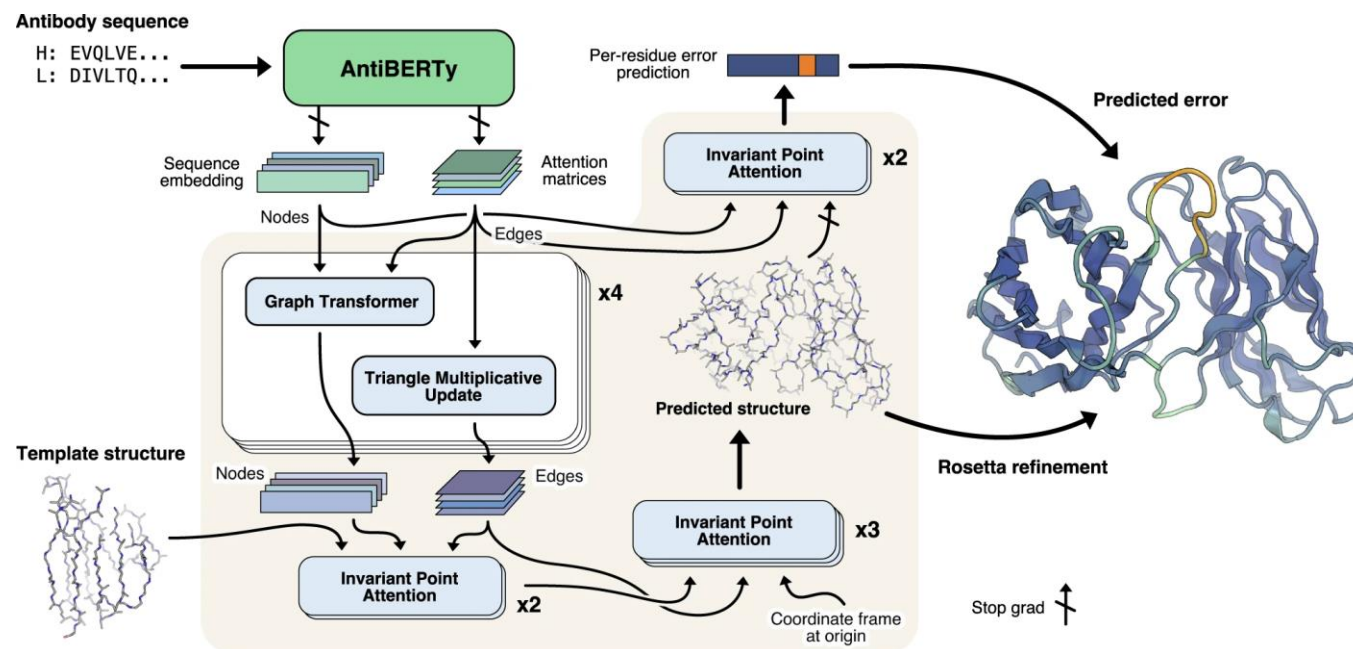 Antibody sequence
H: EVQLVE...
L: DIVLTQ...
AntiBERTy
Sequence
embedding
Attention
matrices
Nodes
Edges
Graph Transformer
x4
Triangle Multiplicative
Update
Template structure
Nodes
Edges
Invariant Point
Attention
x2
Per-residue error
prediction
Invariant Point
Attention
x2
Predicted structure
Invariant Point
Attention
x3
Coordinate frame
at origin
Predicted error
Rosetta refinement
Stop grad